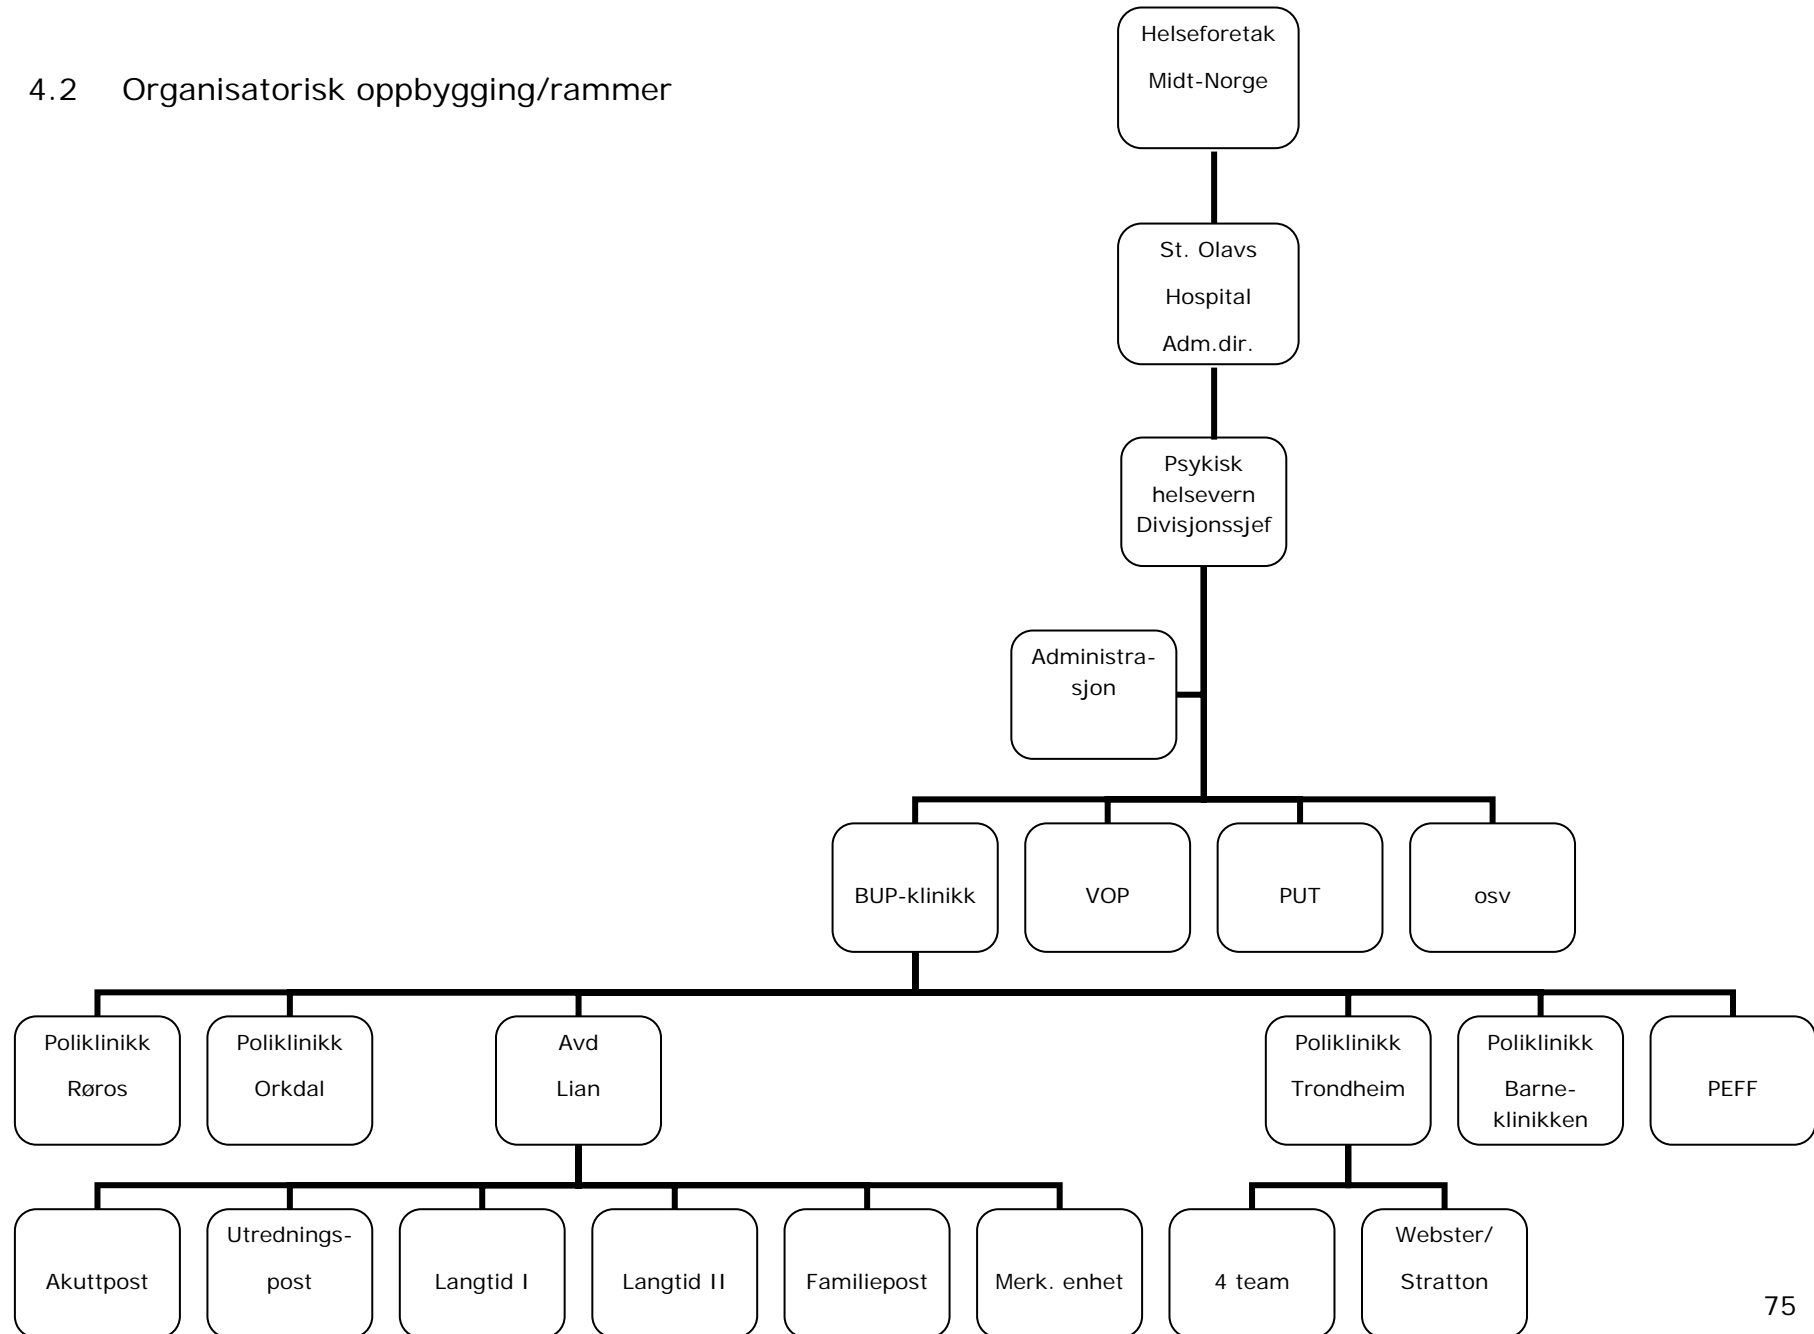 4.2 Organisatorisk oppbygging/rammer
Helseforetak
Midt-Norge
St. Olavs
Hospital
Adm.dir.
Psykisk
helsevern
Divisjonssjef
Administra-
sjon
BUP-klinikk
VOP
PUT
osv
Poliklinikk
Røros
Poliklinikk
Orkdal
Avd
Lian
Poliklinikk
Trondheim
Poliklinikk
Barne-
klinikken
PEFF
Akuttpost
Utrednings-
post
Langtid I
Langtid II
Familiepost
Merk. enhet
4 team
Webster/
Stratton
75